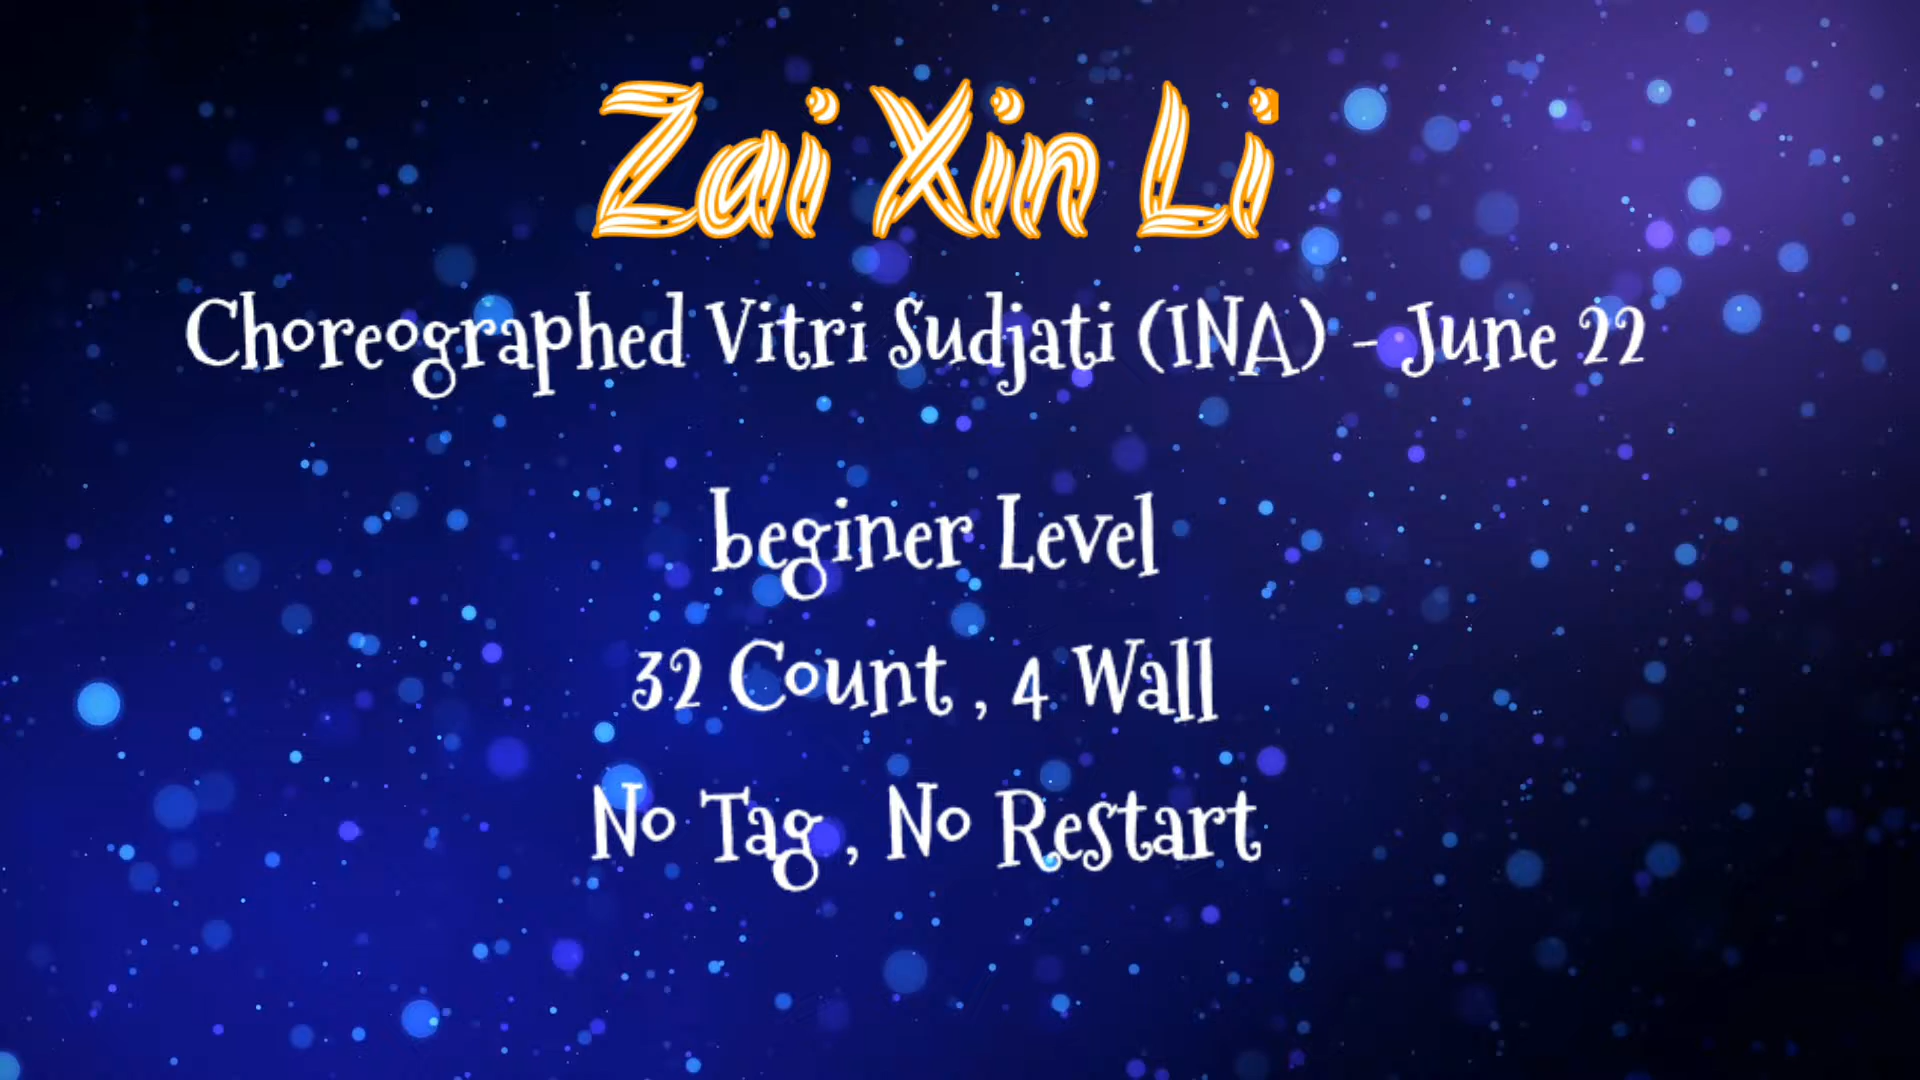 Zai Xin Li
Choreographed Vitri Sudjati (INA) - June 22
beginer Level
32 Count , 4 Wall
No Tag , No Restart